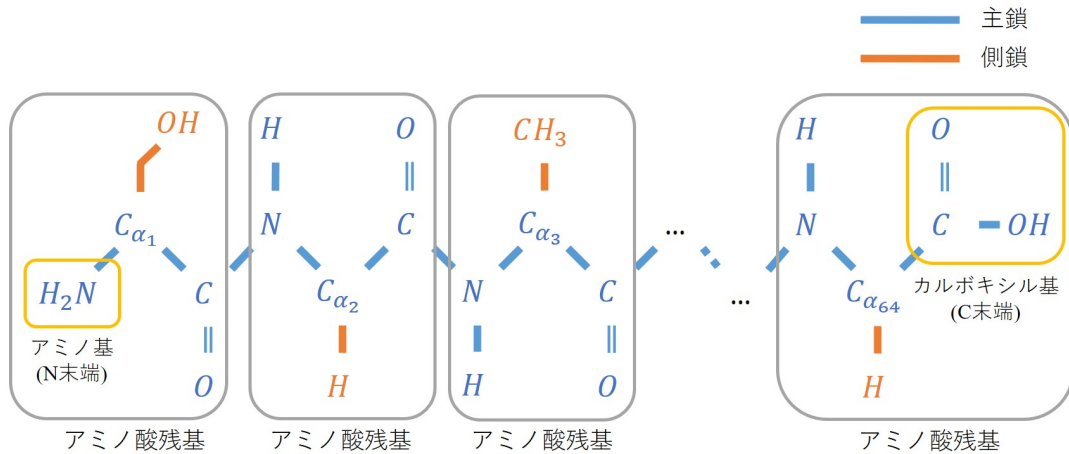 主鎖
側鎖
OH
H
O
CH₃
H
O
Cα₁
N
C
Cα₃
...
N
C
OH
H₂N
C
Cα₂
N
C
...
Cα₆₄
カルボキシル基
(C末端)
アミノ基
(N末端)
O
H
H
O
H
アミノ酸残基
アミノ酸残基
アミノ酸残基
アミノ酸残基